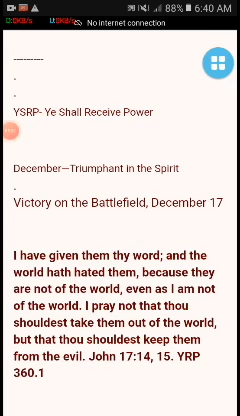 88% 6:40 AM
0:0KB/s U:0KB/s No internet connection
----------
.
.
YSRP- Ye Shall Receive Power
December—Triumphant in the Spirit
.
Victory on the Battlefield, December 17
I have given them thy word; and the
world hath hated them, because they
are not of the world, even as I am not
of the world. I pray not that thou
shouldest take them out of the world,
but that thou shouldest keep them
from the evil. John 17:14, 15. YRP
360.1